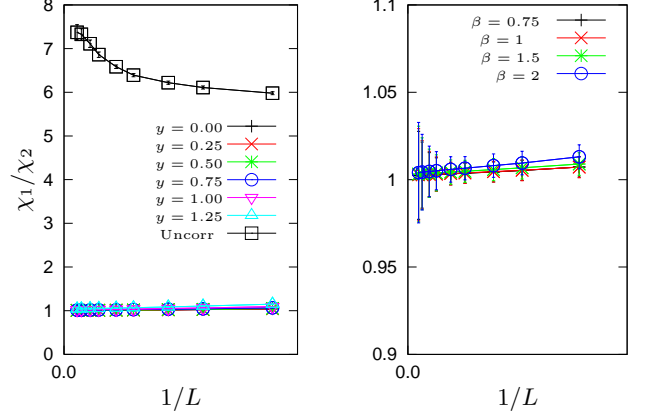 8
7
6
5
4
3
2
1
0
χ1/χ2
y = 0.00
y = 0.25
y = 0.50
y = 0.75
y = 1.00
y = 1.25
Uncorr
0.0
1/L
1.1
1.05
1
0.95
0.9
β = 0.75
β = 1
β = 1.5
β = 2
0.0
1/L